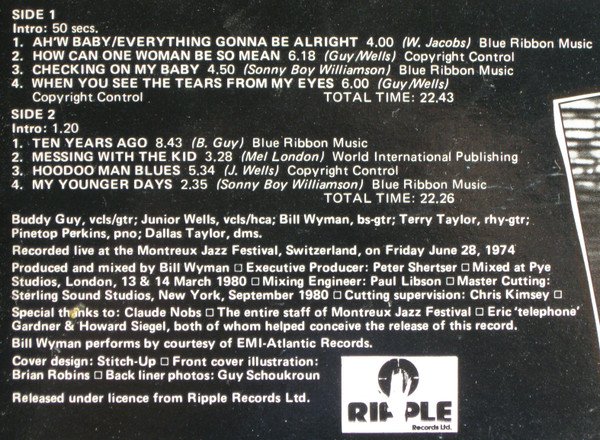 SIDE 1
Intro: 50 secs.
1. AH'W BABY/EVERYTHING GONNA BE ALRIGHT 4.00 (W. Jacobs) Blue Ribbon Music
2. HOW CAN ONE WOMAN BE SO MEAN 6.18 (Guy/Wells) Copyright Control
3. CHECKING ON MY BABY 4.50 (Sonny Boy Williamson) Blue Ribbon Music
4. WHEN YOU SEE THE TEARS FROM MY EYES 6.00 (Guy/Wells)
Copyright Control TOTAL TIME: 22.43
SIDE 2
Intro: 1.20
1. TEN YEARS AGO 8.43 (B. Guy) Blue Ribbon Music
2. MESSING WITH THE KID 3.28 (Mel London) World International Publishing
3. HOODOO MAN BLUES 5.34 (J. Wells) Copyright Control
4. MY YOUNGER DAYS 2.35 (Sonny Boy Williamson) Blue Ribbon Music
TOTAL TIME: 22.26
Buddy Guy, vcls/gtr; Junior Wells, vcls/hca; Bill Wyman, bs-gtr; Terry Taylor, rhy-gtr;
Pinetop Perkins, pno; Dallas Taylor, dms.
Recorded live at the Montreux Jazz Festival, Switzerland, on Friday June 28, 1974
Produced and mixed by Bill Wyman □ Executive Producer: Peter Shertser □ Mixed at Pye
Studios, London, 13 & 14 March 1980 □ Mixing Engineer: Paul Libson □ Master Cutting:
Sterling Sound Studios, New York, September 1980 □ Cutting supervision: Chris Kimsey □
Special thanks to: Claude Nobs □ The entire staff of Montreux Jazz Festival □ Eric 'telephone'
Gardner & Howard Siegel, both of whom helped conceive the release of this record.
Bill Wyman performs by courtesy of EMI-Atlantic Records.
Cover design: Stitch-Up □ Front cover illustration:
Brian Robins □ Back liner photos: Guy Schoukroun
Released under licence from Ripple Records Ltd.
RIPPLE
Records Ltd.